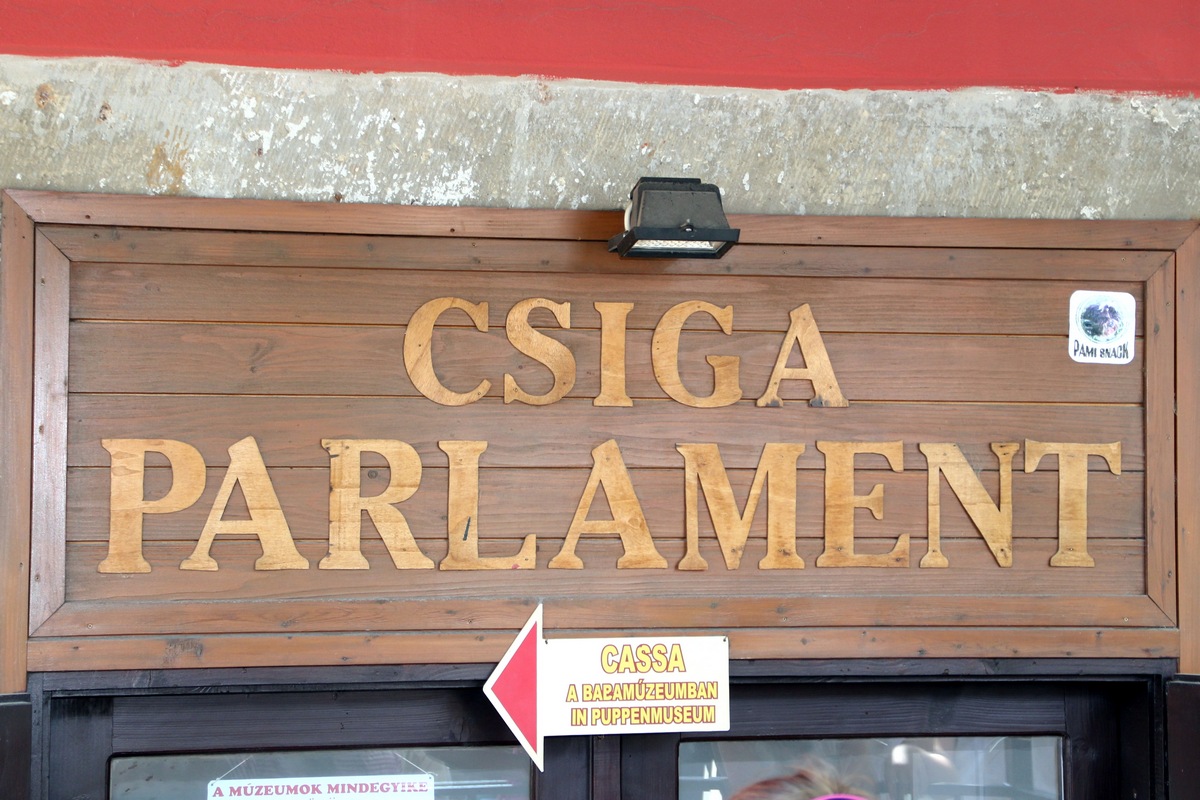 CSIGA
PARLAMENT
PAMI SNACK
CASSA
A BABAMÚZEUMBAN
IN PUPPENMUSEUM
A MÚZEUMOK MINDEGYIKE